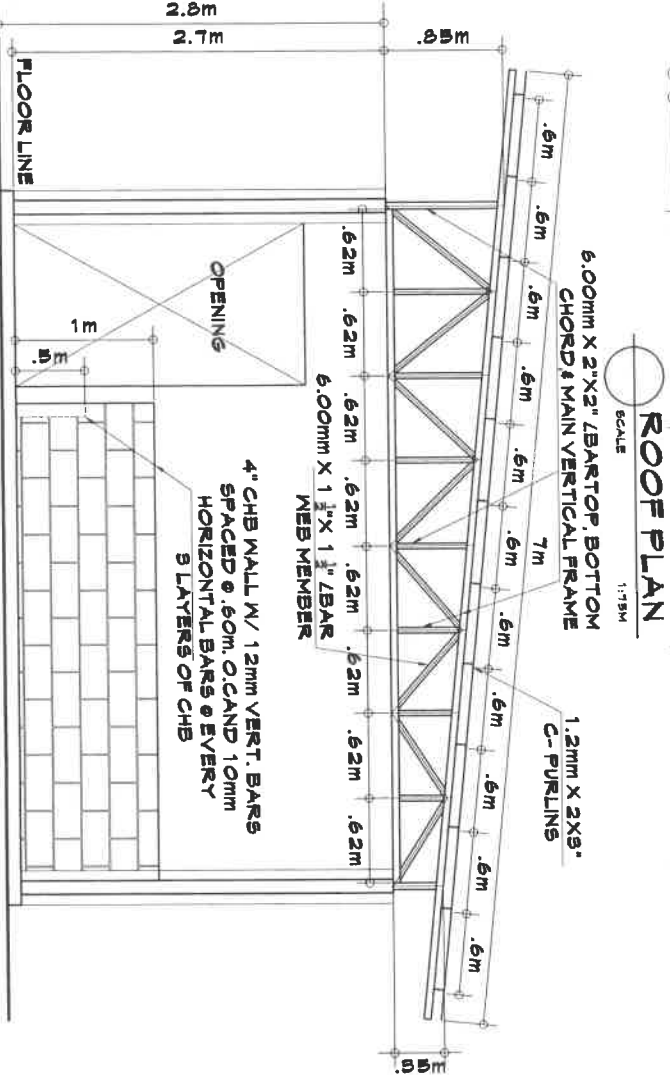 ROOF PLAN
SCALE 1:75M
6.00mm X 2"X2" ∠BAR TOP, BOTTOM
CHORD & MAIN VERTICAL FRAME
1.2mm X 2X3"
C- PURLINS
7m
.6m .6m .6m .6m .6m .6m .6m .6m .6m .6m .6m
.85m
.35m
.62m .62m .62m .62m .62m .62m .62m .62m
6.00mm X 1 ½"X 1 ½" ∠BAR
WEB MEMBER
2.8m
2.7m
OPENING
4" CHB WALL W/ 12mm VERT. BARS
SPACED @ .60m. O.C AND 10mm
HORIZONTAL BARS @ EVERY
3 LAYERS OF CHB
1m
.5m
FLOOR LINE